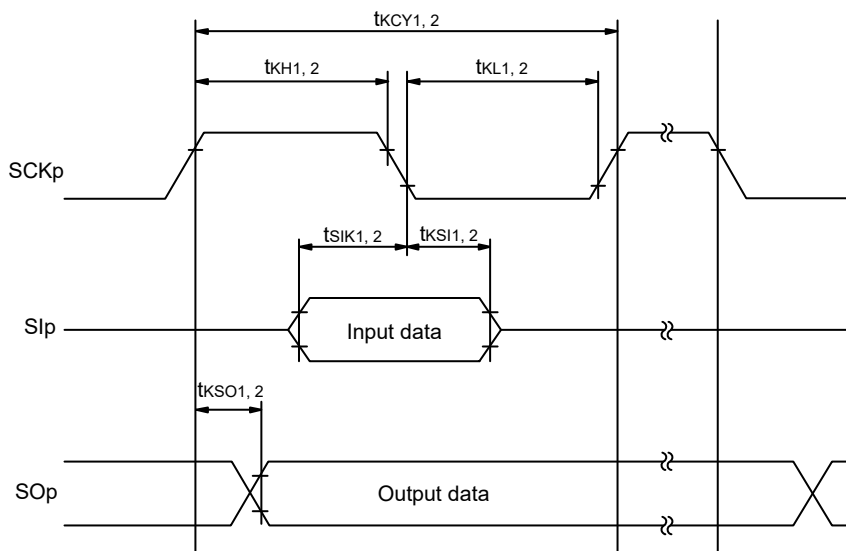 tKCY1, 2
tKH1, 2
tKL1, 2
SCKp
tSIK1, 2
tKSI1, 2
SIp
Input data
tKSO1, 2
SOp
Output data